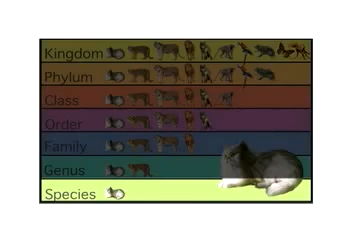 Kingdom
Phylum
Class
Order
Family
Genus
Species